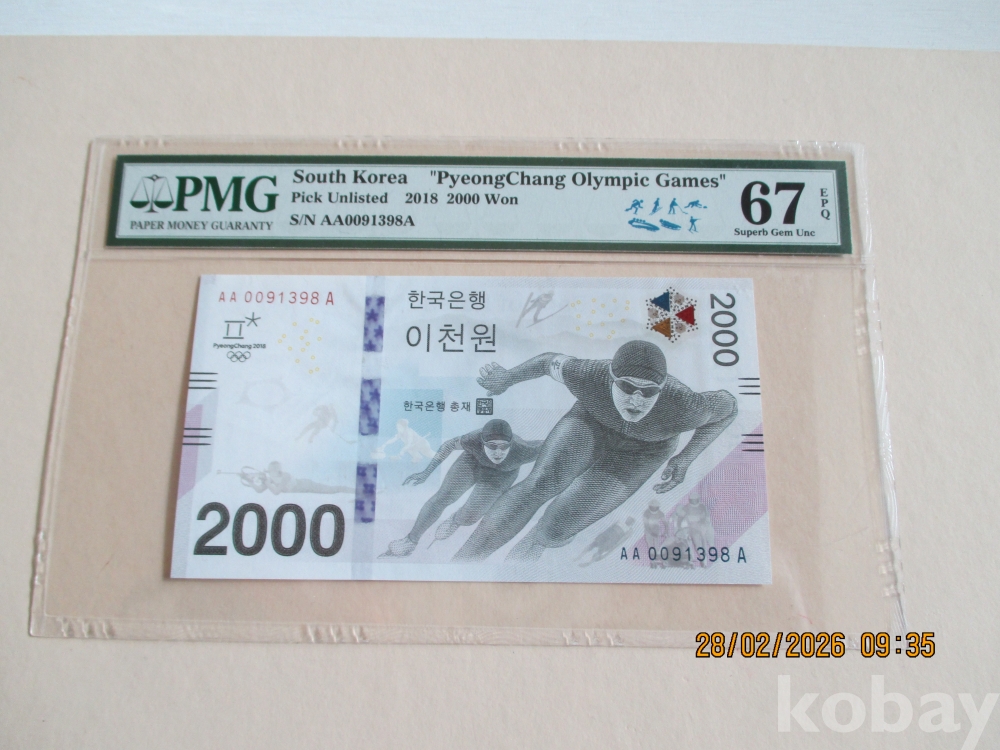 PMG
PAPER MONEY GUARANTY
South Korea "PyeongChang Olympic Games"
Pick Unlisted 2018 2000 Won
S/N AA0091398A
67
EPQ
Superb Gem Unc
AA 0091398 A
PyeongChang 2018
한국은행
이천원
2000
한국은행 총재
2000
AA 0091398 A
28/02/2026 09:35
kobay